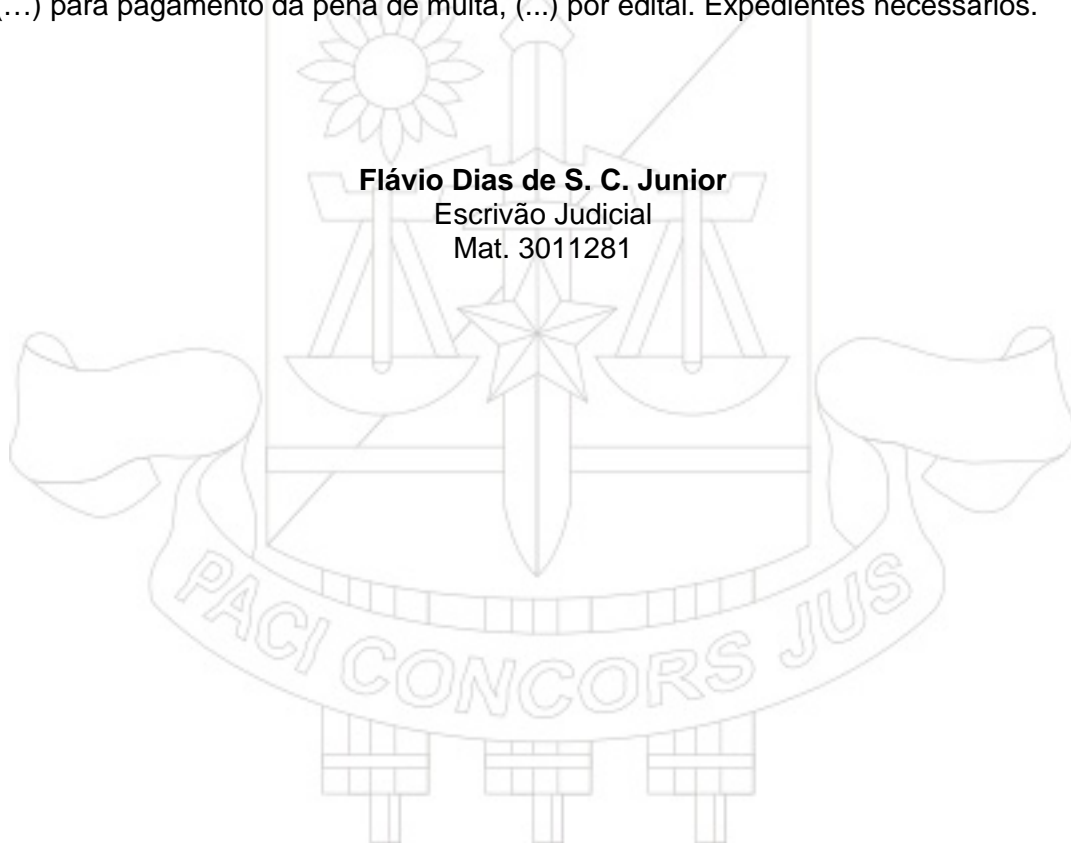 (…) para pagamento da pena de multa, (...) por edital. Expedientes necessários.
Flávio Dias de S. C. Junior
Escrivão Judicial
Mat. 3011281
PACI CONCORS JUS